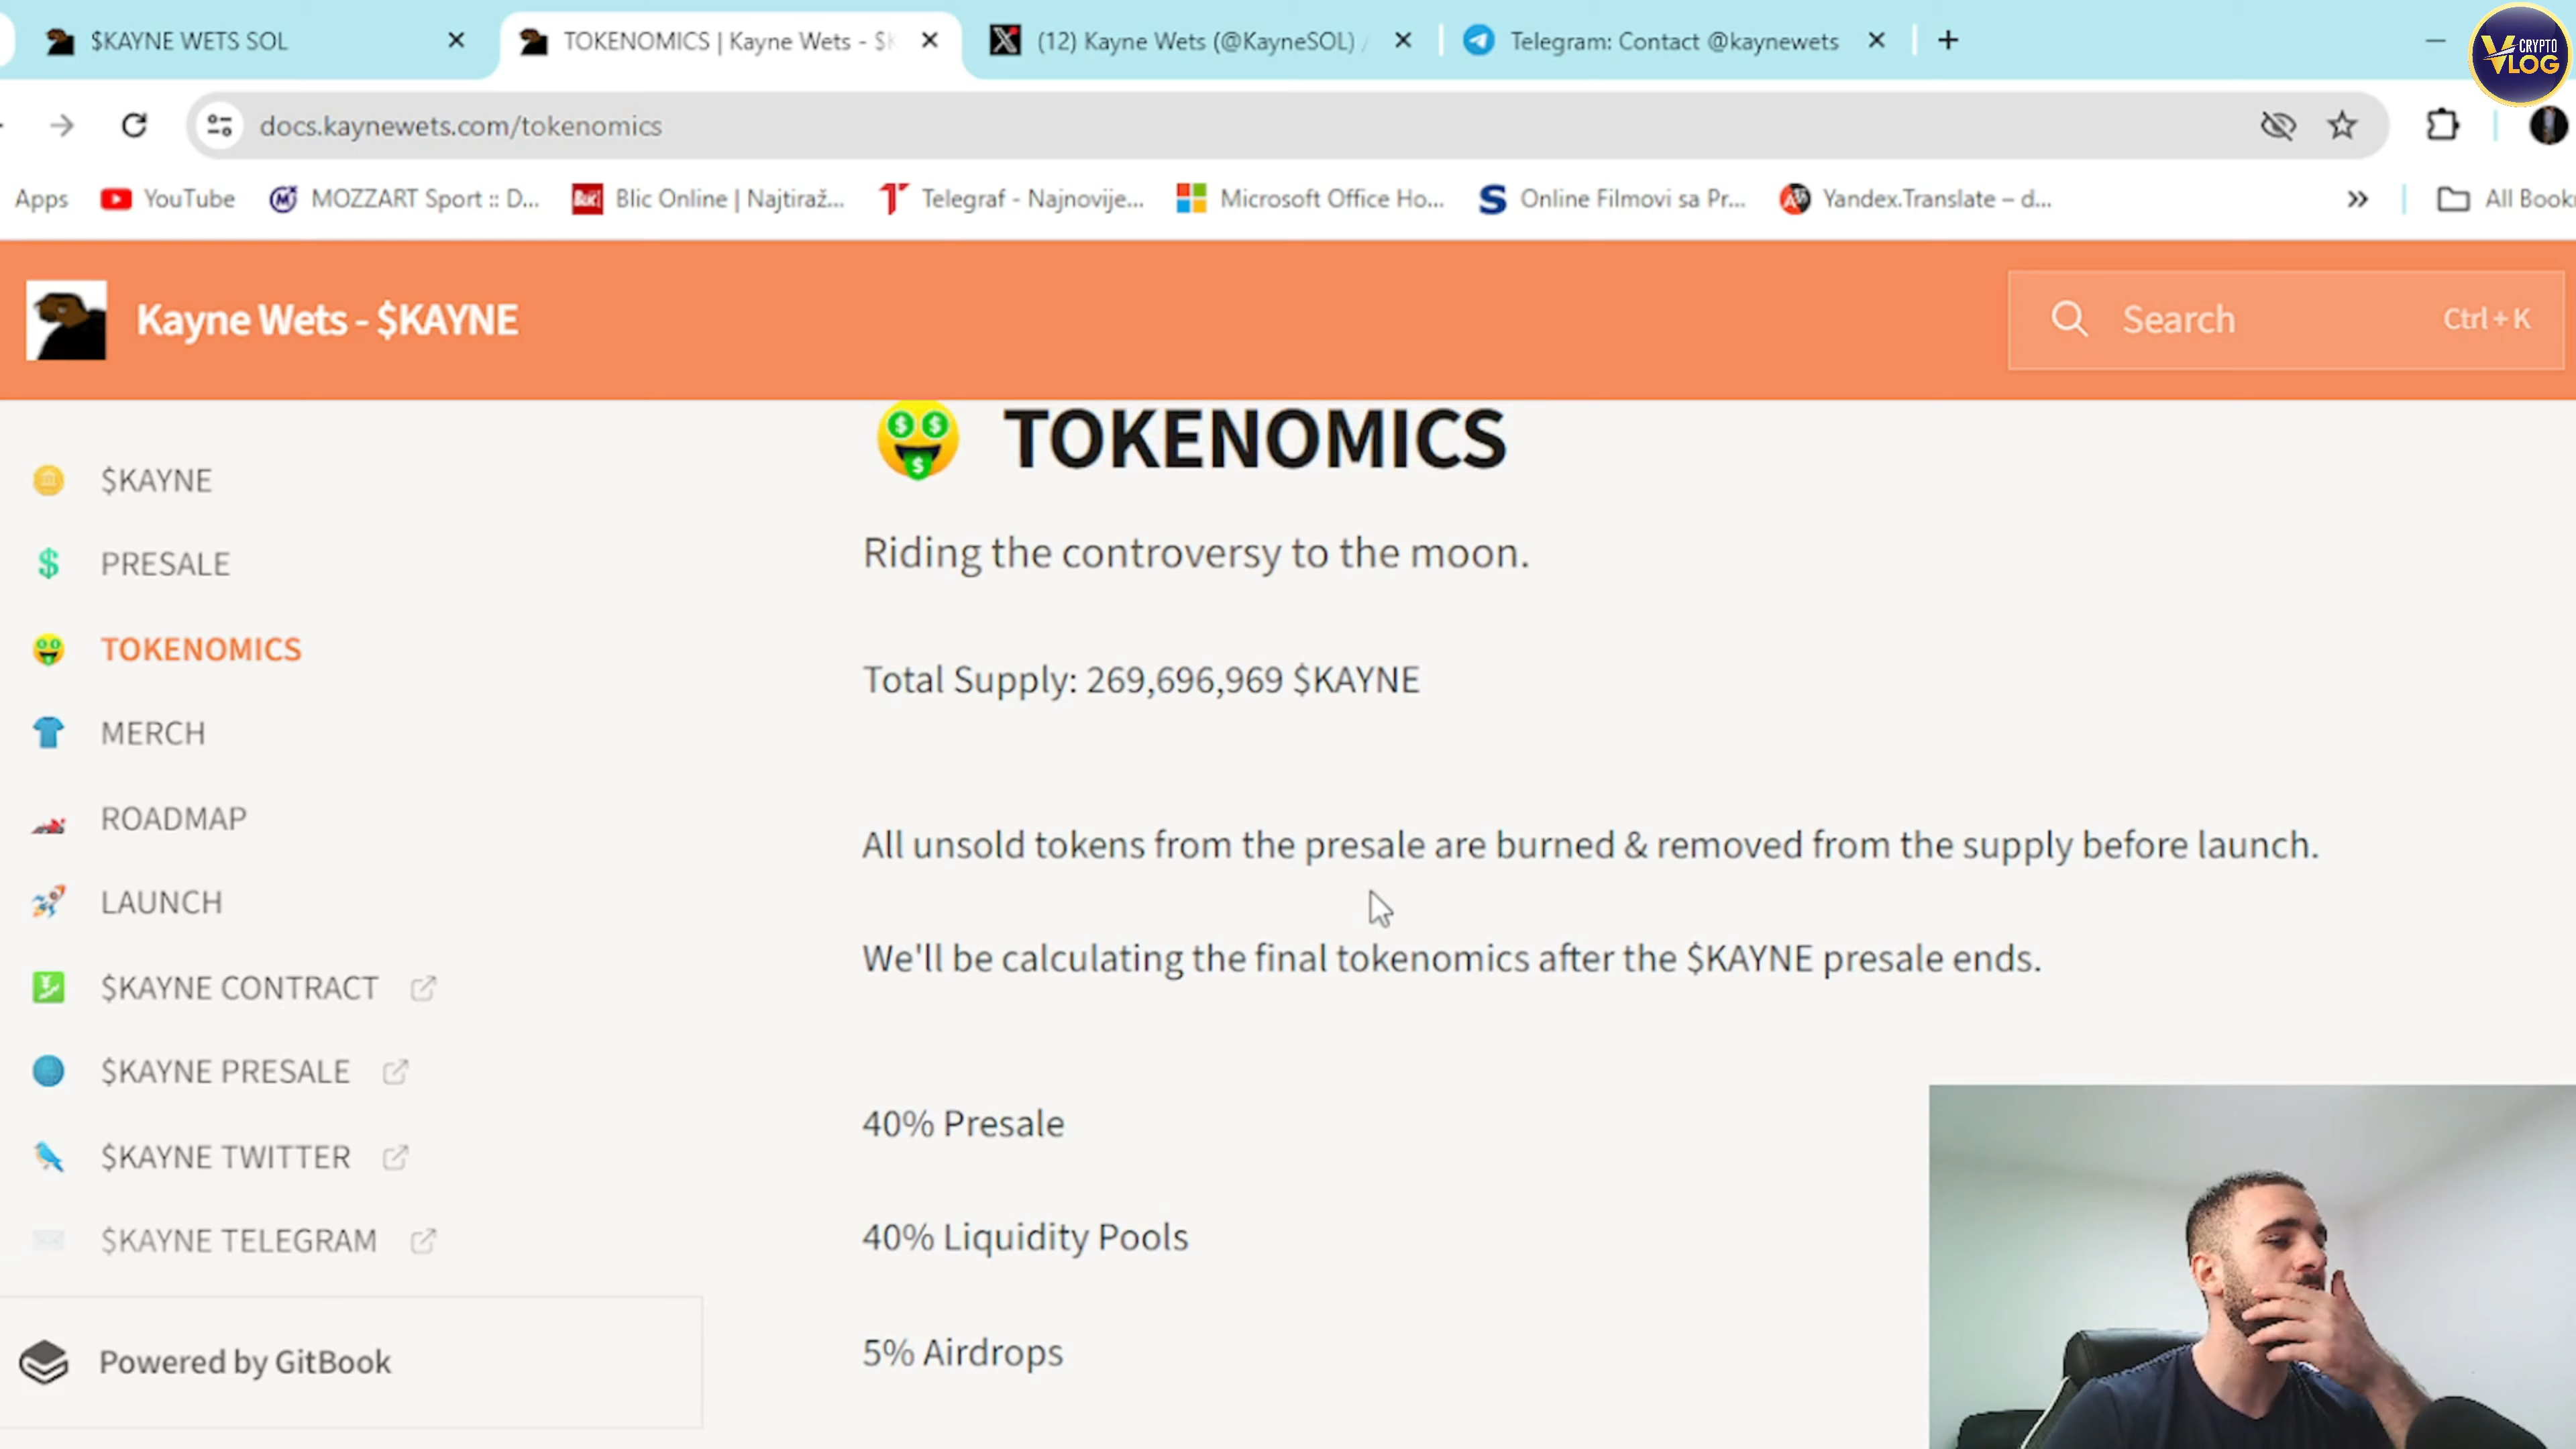 $KAYNE WETS SOL
TOKENOMICS | Kayne Wets - $K
(12) Kayne Wets (@KayneSOL) /
Telegram: Contact @kaynewets
CRYPTO
VLOG
docs.kaynewets.com/tokenomics
Apps
YouTube
MOZZART Sport :: D...
Blic Online | Najtiraž...
Telegraf - Najnovije...
Microsoft Office Ho...
Online Filmovi sa Pr...
Yandex.Translate – d...
All Book
Kayne Wets - $KAYNE
Search
Ctrl + K
$KAYNE
PRESALE
TOKENOMICS
MERCH
ROADMAP
LAUNCH
$KAYNE CONTRACT
$KAYNE PRESALE
$KAYNE TWITTER
$KAYNE TELEGRAM
Powered by GitBook
TOKENOMICS
Riding the controversy to the moon.
Total Supply: 269,696,969 $KAYNE
All unsold tokens from the presale are burned & removed from the supply before launch.
We'll be calculating the final tokenomics after the $KAYNE presale ends.
40% Presale
40% Liquidity Pools
5% Airdrops